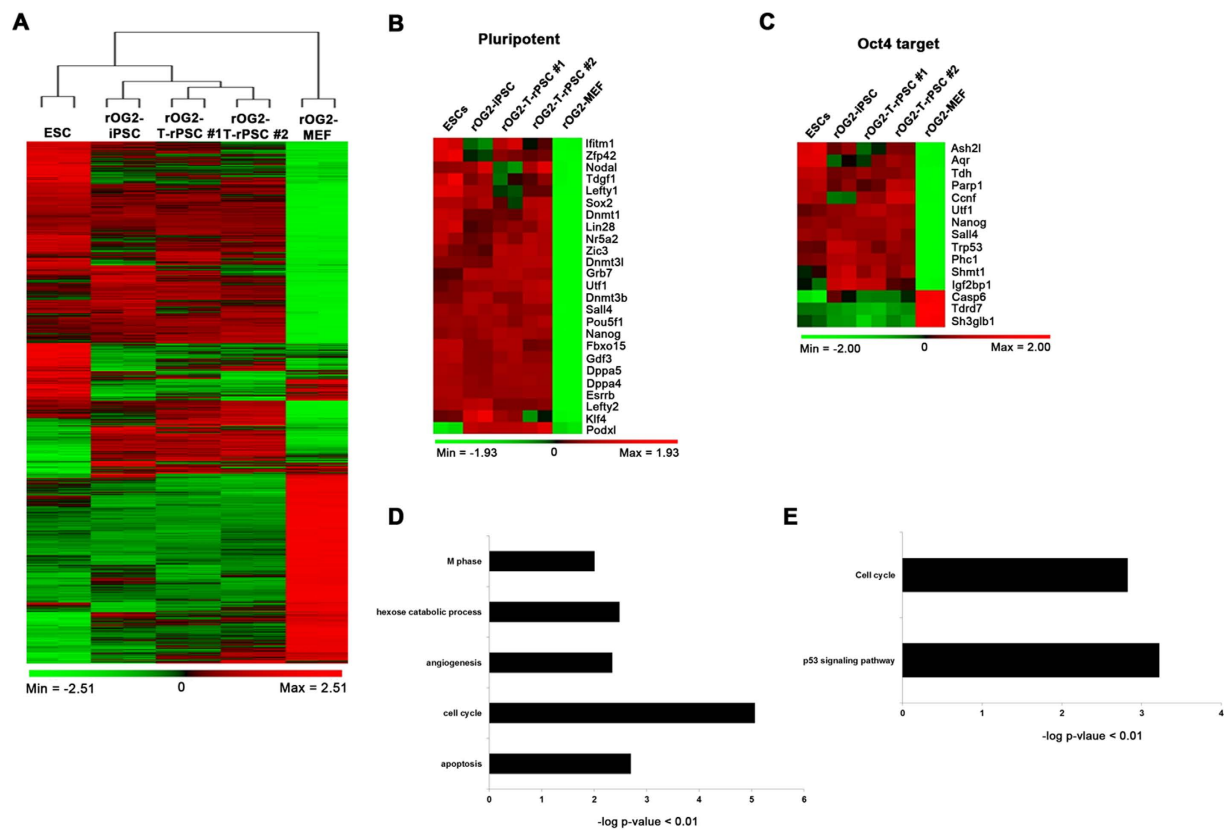 A
ESC
rOG2-
iPSC
rOG2-
T-rPSC #1
rOG2-
T-rPSC #2
rOG2-
MEF
Min = -2.51
0
Max = 2.51
B
Pluripotent
ESCs
rOG2-iPSC
rOG2-T-rPSC #1
rOG2-T-rPSC #2
rOG2-MEF
Ifitm1
Zfp42
Nodal
Tdgf1
Lefty1
Sox2
Dnmt1
Lin28
Nr5a2
Zic3
Dnmt3l
Grb7
Utf1
Dnmt3b
Sall4
Pou5f1
Nanog
Fbxo15
Gdf3
Dppa5
Dppa4
Esrrb
Lefty2
Klf4
Podxl
Min = -1.93
0
Max = 1.93
C
Oct4 target
ESCs
rOG2-iPSC
rOG2-T-rPSC #1
rOG2-T-rPSC #2
rOG2-MEF
Ash2l
Aqr
Tdh
Parp1
Ccnf
Utf1
Nanog
Sall4
Trp53
Phc1
Shmt1
Igf2bp1
Casp6
Tdrd7
Sh3glb1
Min = -2.00
0
Max = 2.00
D
M phase
hexose catabolic process
angiogenesis
cell cycle
apoptosis
0 1 2 3 4 5 6
-log p-value < 0.01
E
Cell cycle
p53 signaling pathway
0 1 2 3 4
-log p-vlaue < 0.01